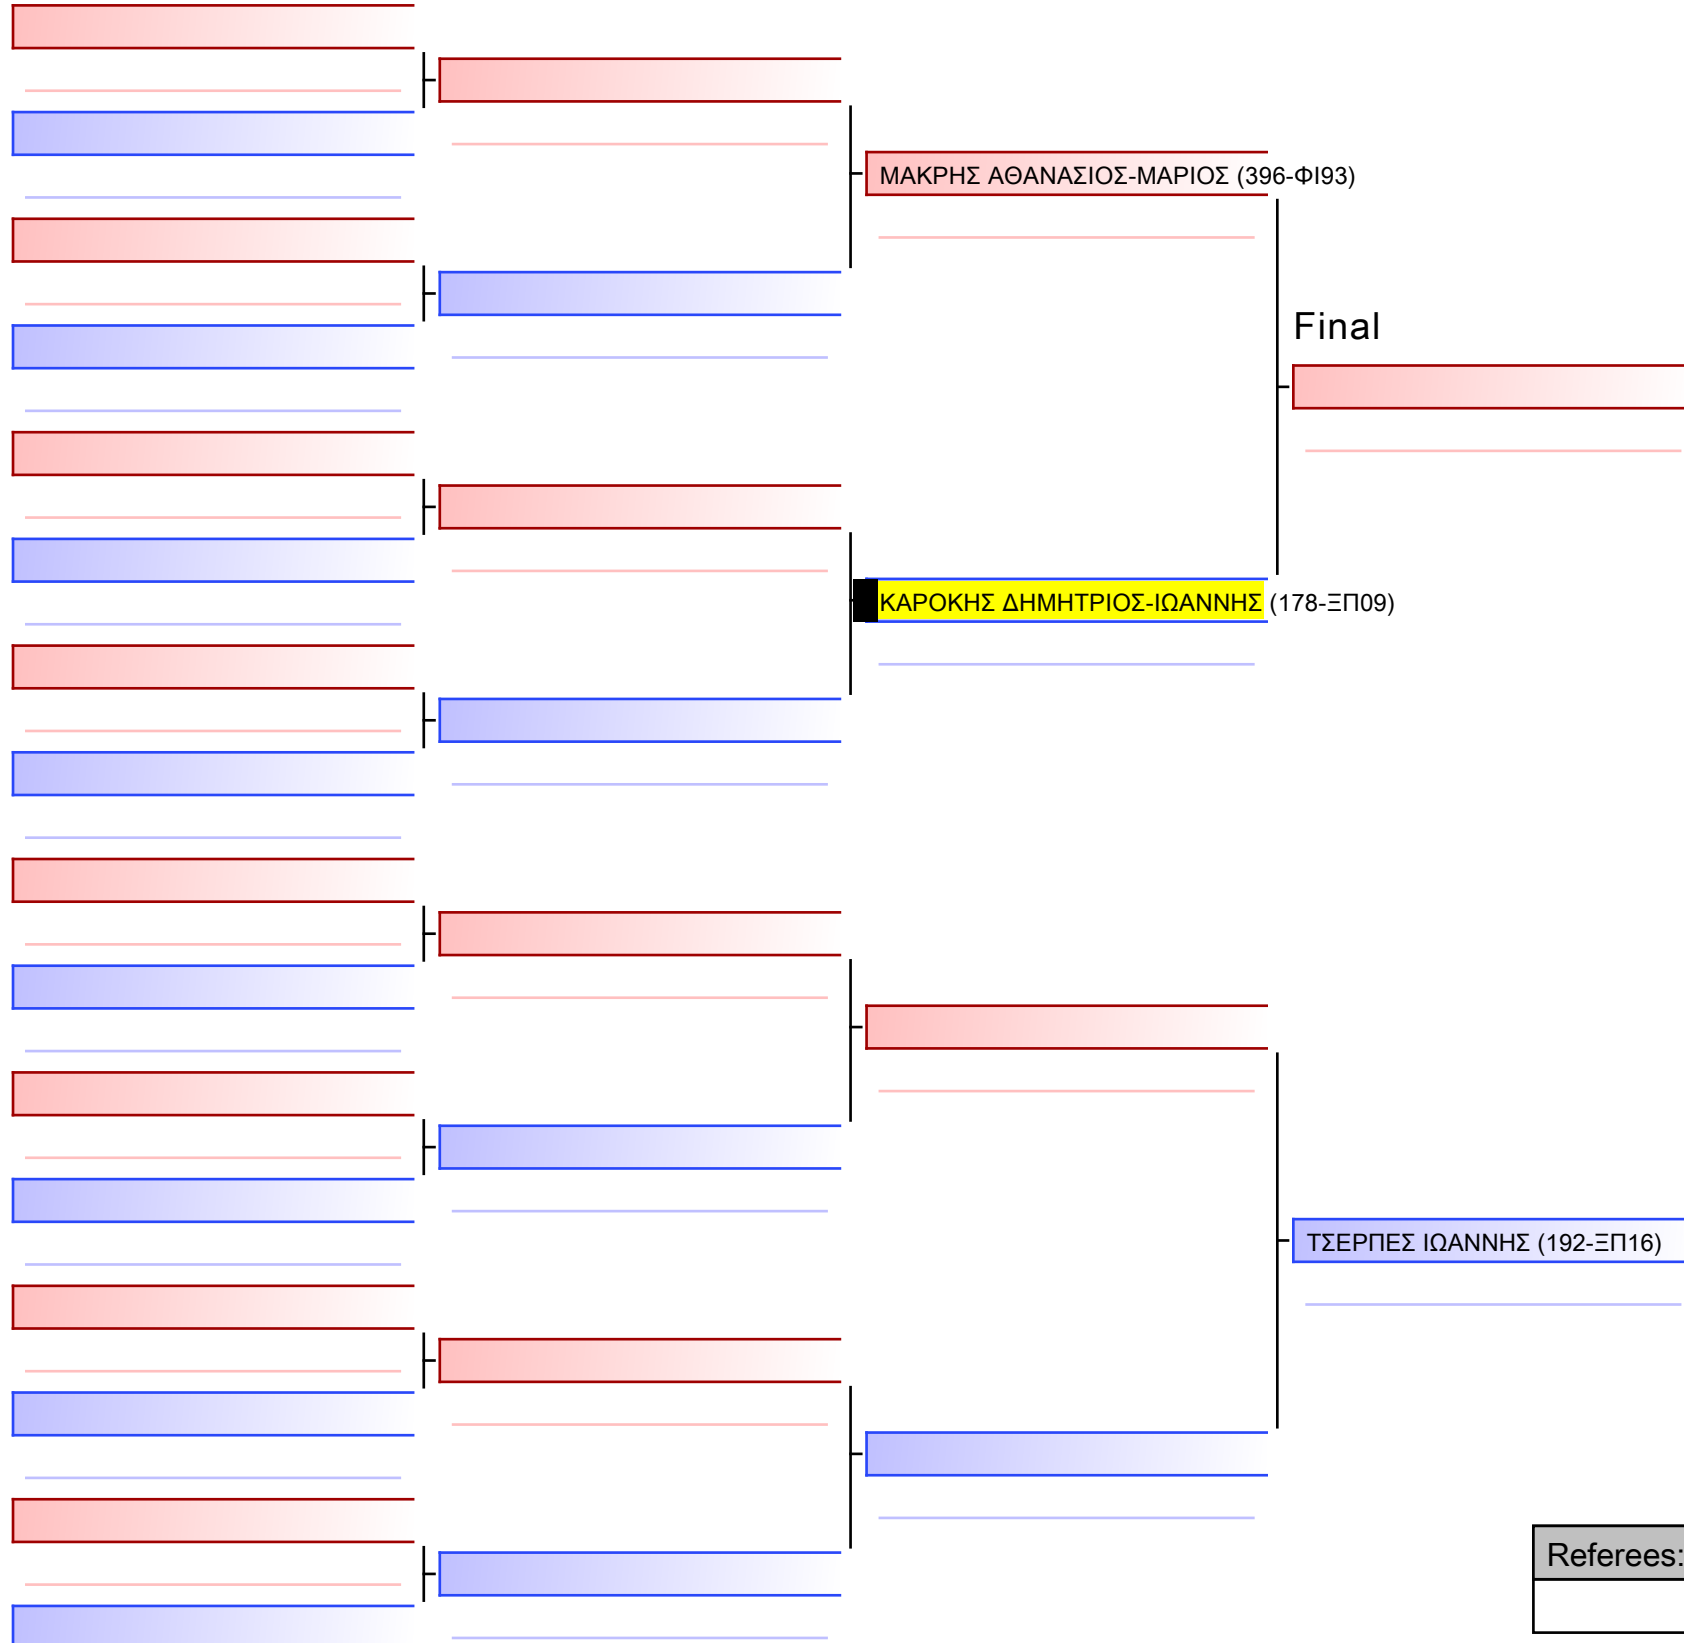 ΜΑΚΡΗΣ ΑΘΑΝΑΣΙΟΣ-ΜΑΡΙΟΣ (396-ΦΙ93)
Final
ΚΑΡΟΚΗΣ ΔΗΜΗΤΡΙΟΣ-ΙΩΑΝΝΗΣ (178-ΞΠ09)
ΤΣΕΡΠΕΣ ΙΩΑΝΝΗΣ (192-ΞΠ16)
Referees: